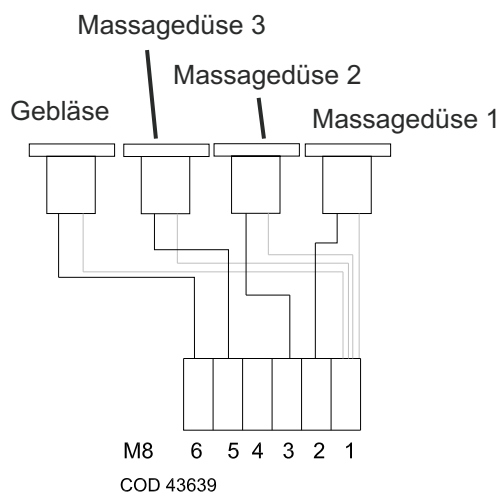 Massagedüse 3
Massagedüse 2
Gebläse
Massagedüse 1
M8 6 5 4 3 2 1
COD 43639